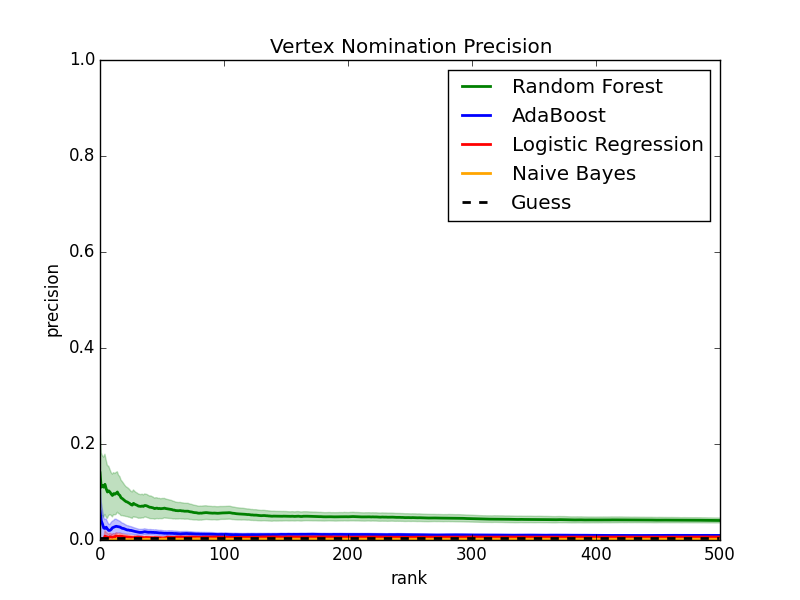 Vertex Nomination Precision
1.0
0.8
0.6
0.4
0.2
0.0
precision
Random Forest
AdaBoost
Logistic Regression
Naive Bayes
Guess
0 100 200 300 400 500
rank